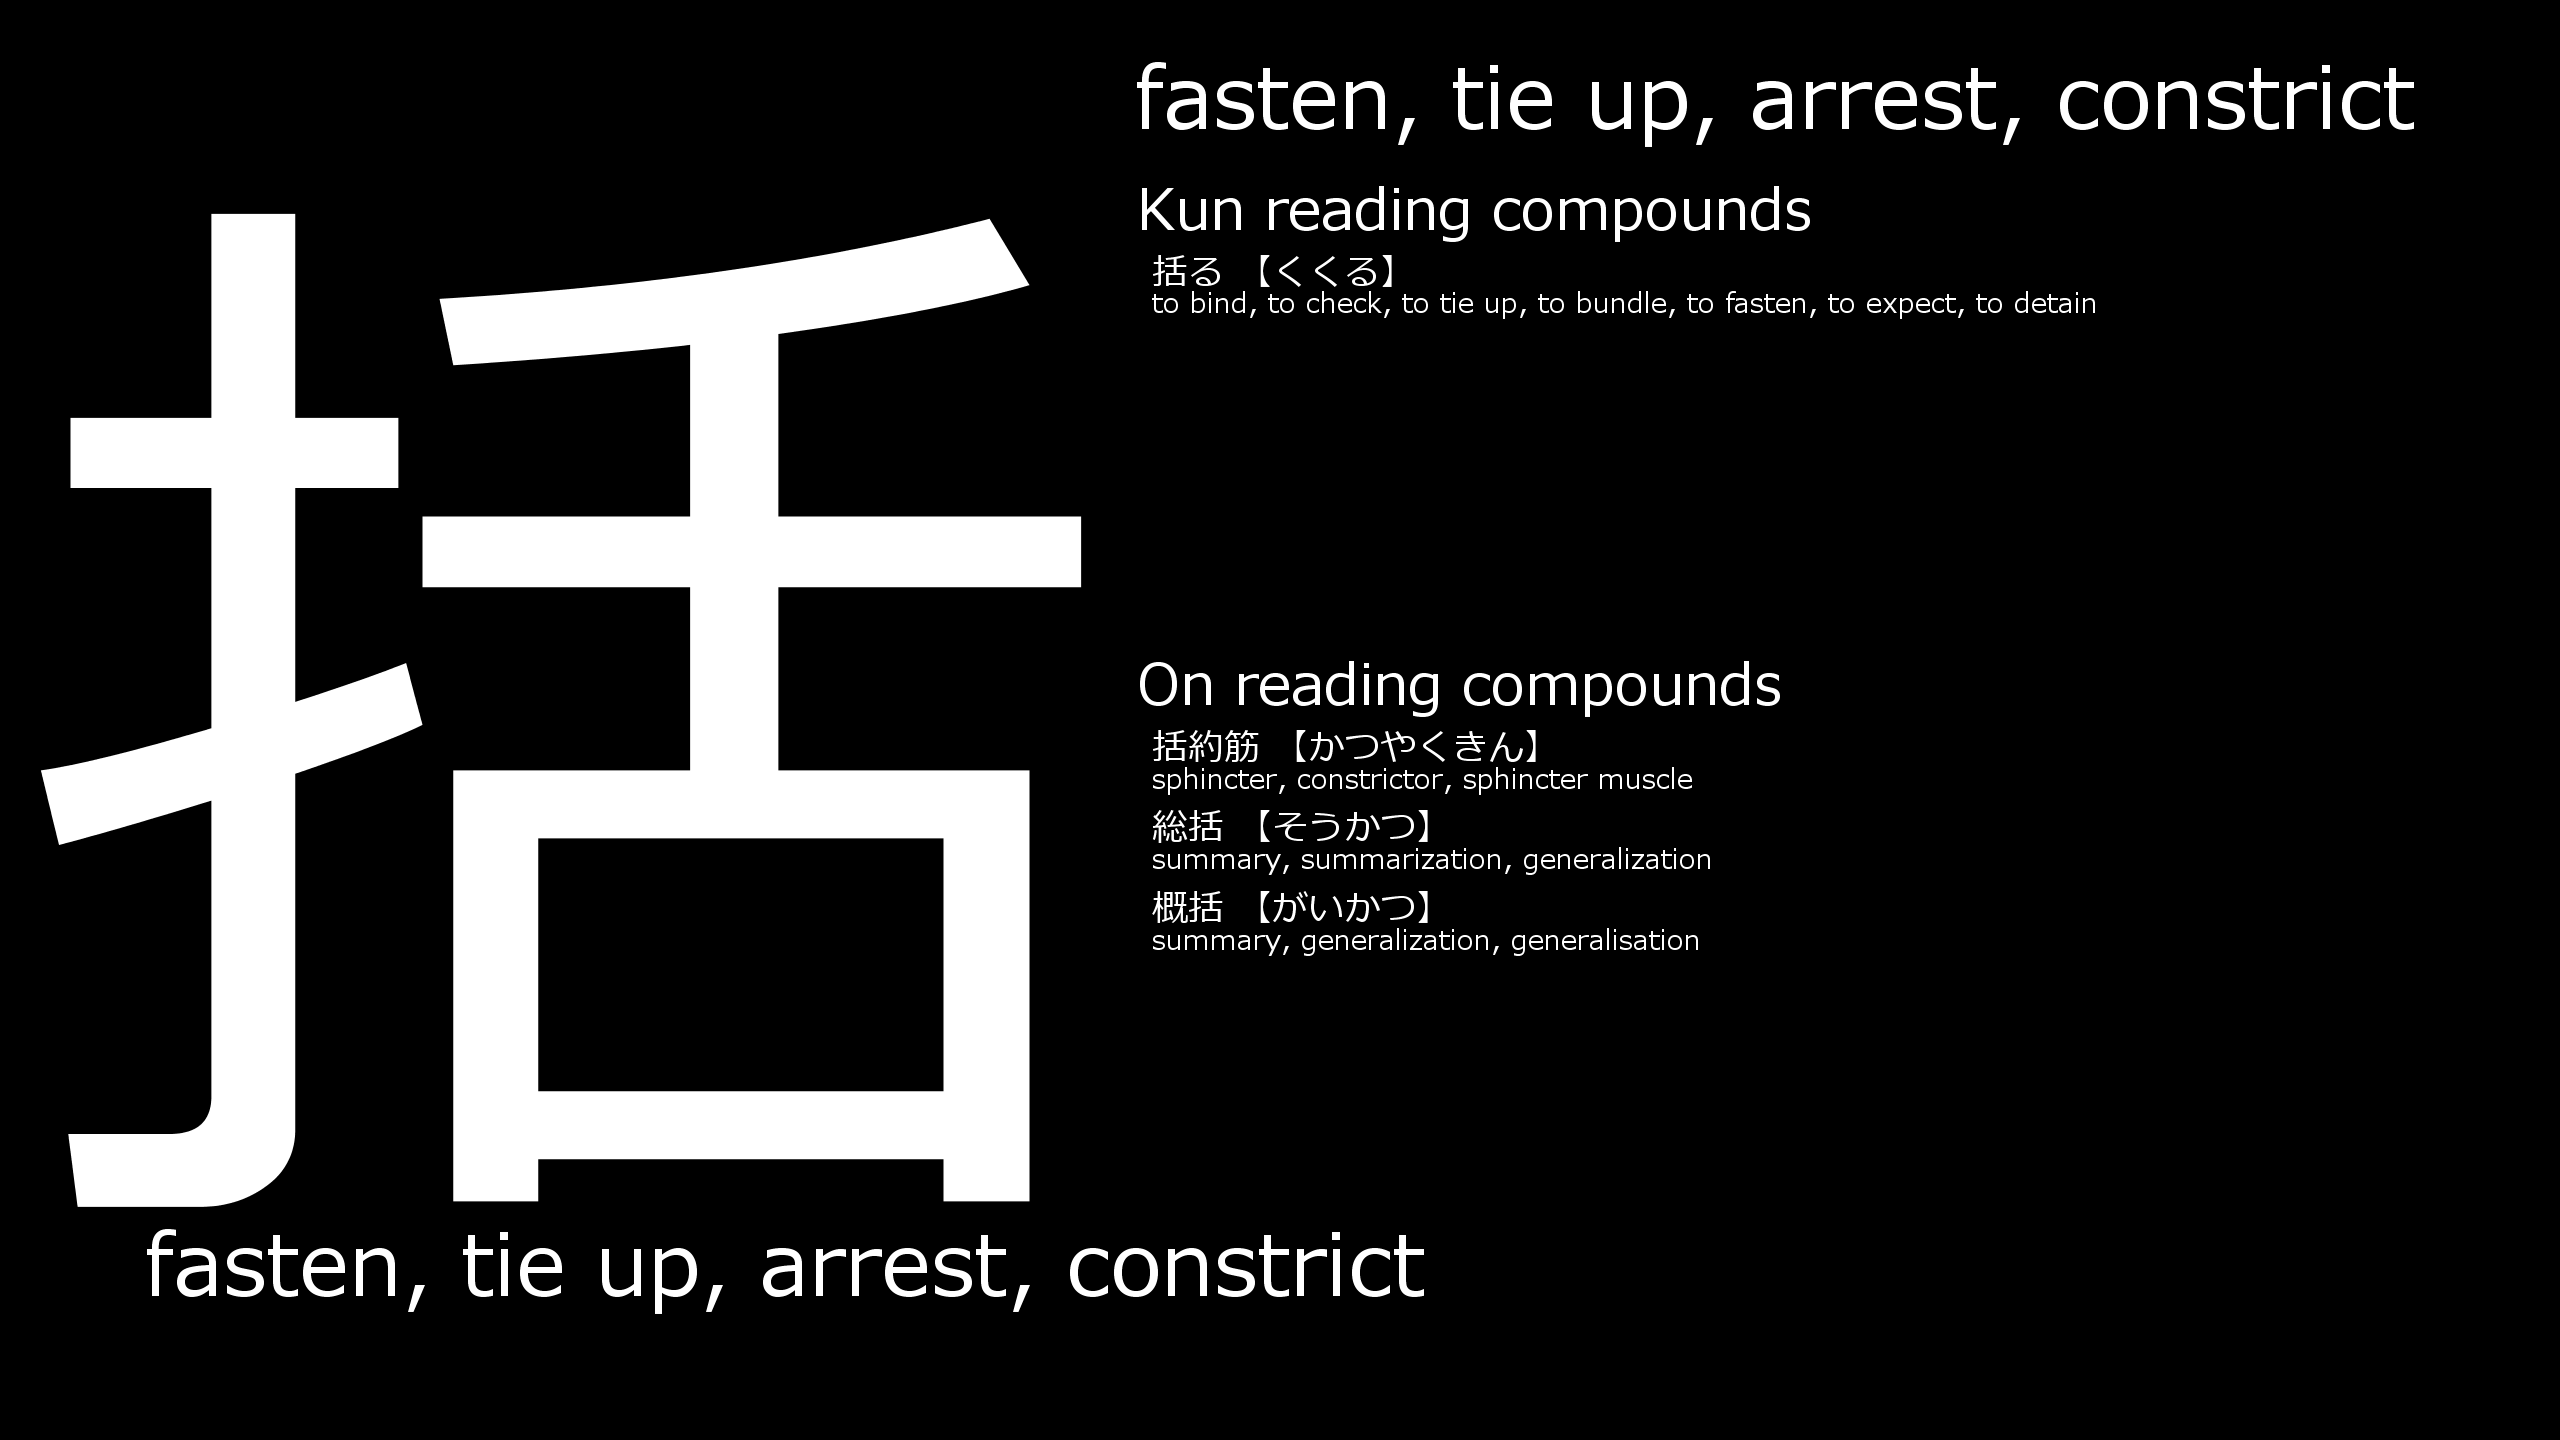 括
fasten, tie up, arrest, constrict
fasten, tie up, arrest, constrict
Kun reading compounds
括る 【くくる】
to bind, to check, to tie up, to bundle, to fasten, to expect, to detain
On reading compounds
括約筋 【かつやくきん】
sphincter, constrictor, sphincter muscle
総括 【そうかつ】
summary, summarization, generalization
概括 【がいかつ】
summary, generalization, generalisation